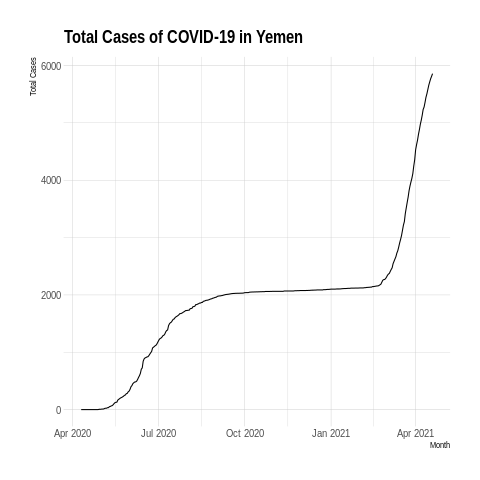 Total Cases of COVID-19 in Yemen
Total Cases
6000
4000
2000
0
Apr 2020
Jul 2020
Oct 2020
Jan 2021
Apr 2021
Month